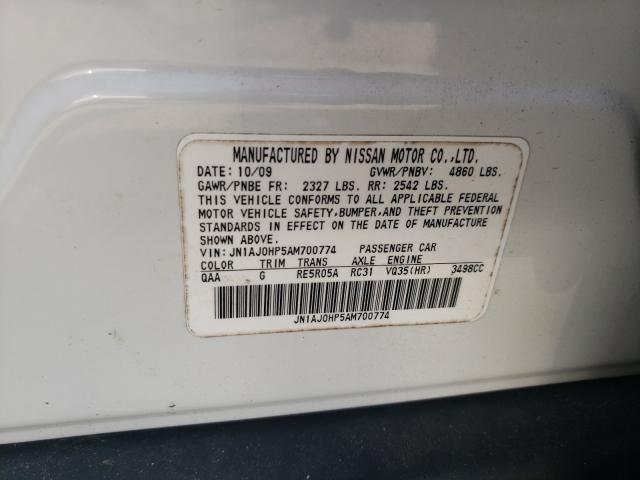 MANUFACTURED BY NISSAN MOTOR CO.,LTD.
DATE: 10/09 GVWR/PNBV: 4860 LBS.
GAWR/PNBE FR: 2327 LBS. RR: 2542 LBS.
THIS VEHICLE CONFORMS TO ALL APPLICABLE FEDERAL
MOTOR VEHICLE SAFETY,BUMPER,AND THEFT PREVENTION
STANDARDS IN EFFECT ON THE DATE OF MANUFACTURE
SHOWN ABOVE.
VIN: JN1AJ0HP5AM700774 PASSENGER CAR
COLOR TRIM TRANS AXLE ENGINE
QAA G RE5R05A RC31 VQ35(HR) 3498CC
JN1AJ0HP5AM700774